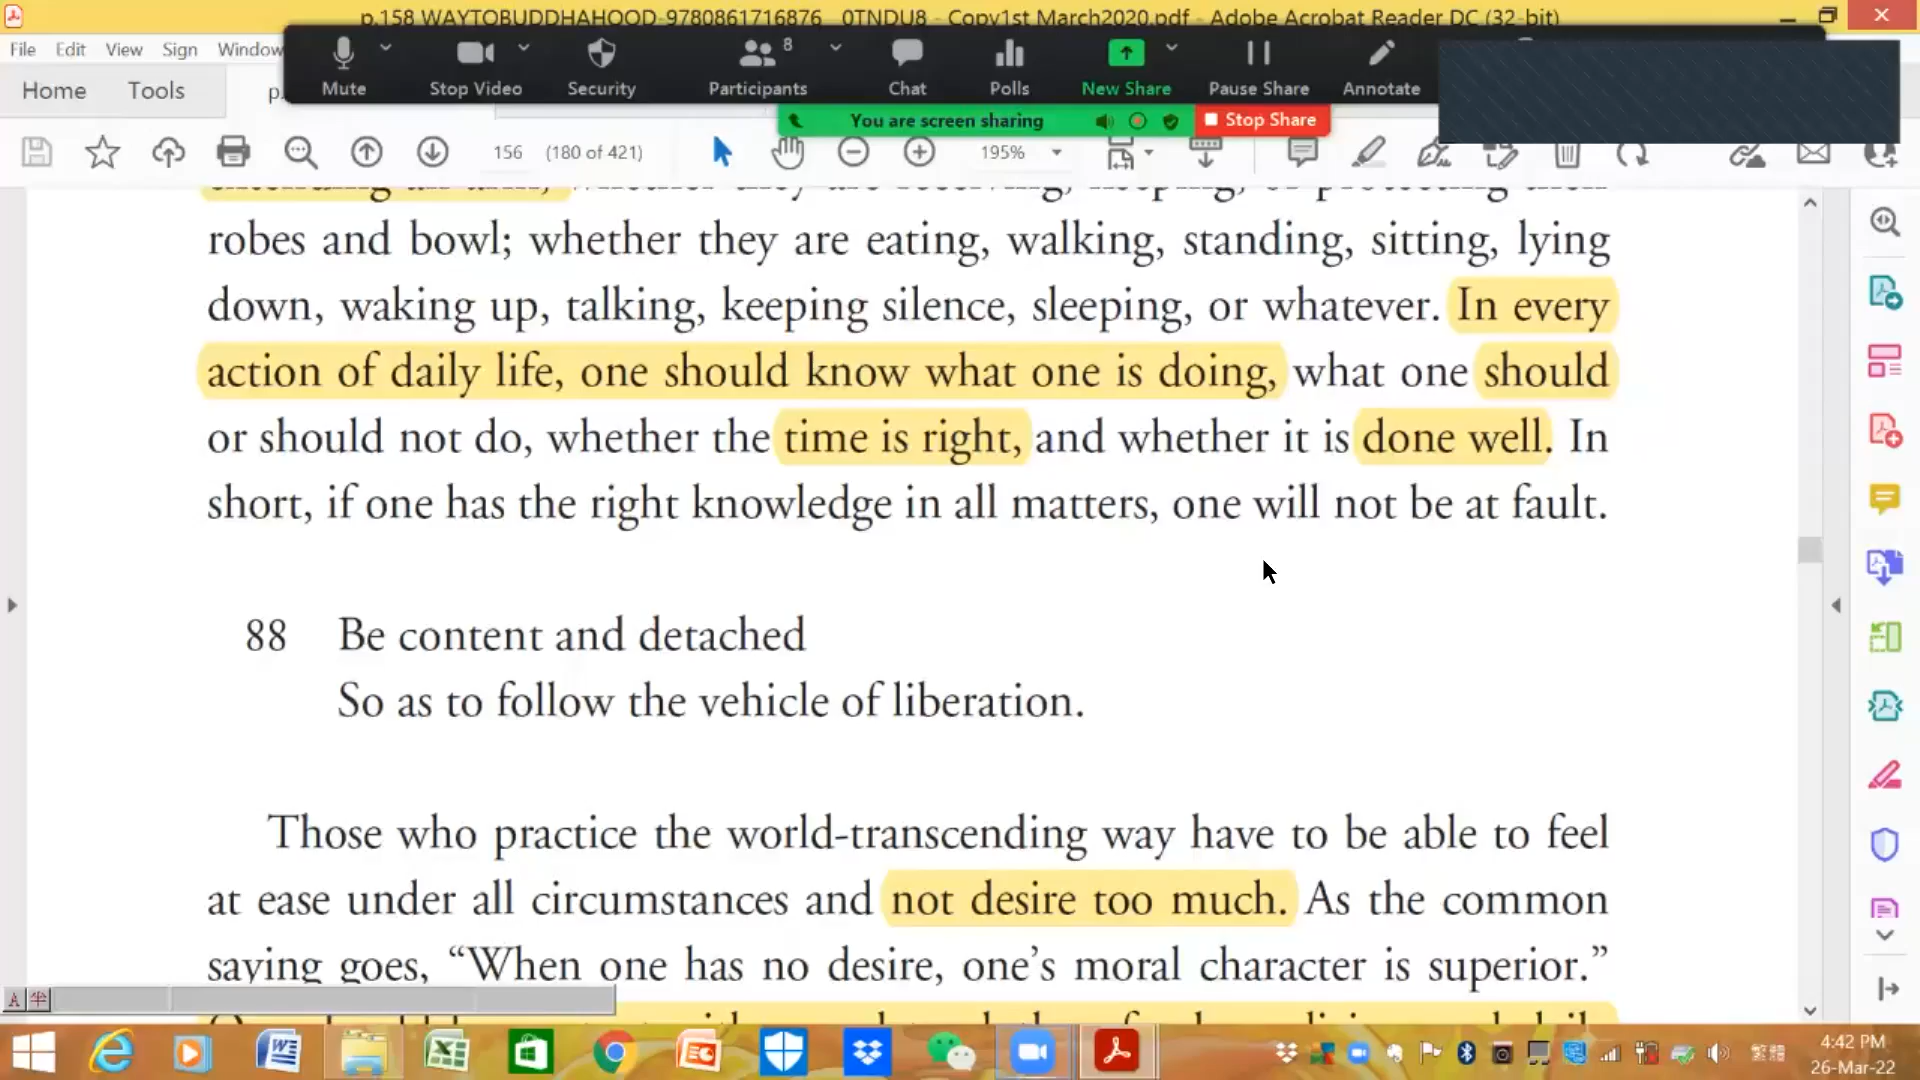 p.158 WAYTOBUDDHAHOOD-9780861716876__0TNDU8 - Copy1st March2020.pdf - Adobe Acrobat Reader DC (32-bit)
File Edit View Sign Window
8
Mute Stop Video Security Participants Chat Polls New Share Pause Share Annotate
Home Tools p.
You are screen sharing Stop Share
156 (180 of 421) 195%
robes and bowl; whether they are eating, walking, standing, sitting, lying
down, waking up, talking, keeping silence, sleeping, or whatever. In every
action of daily life, one should know what one is doing, what one should
or should not do, whether the time is right, and whether it is done well. In
short, if one has the right knowledge in all matters, one will not be at fault.
88 Be content and detached
So as to follow the vehicle of liberation.
Those who practice the world-transcending way have to be able to feel
at ease under all circumstances and not desire too much. As the common
saying goes, “When one has no desire, one’s moral character is superior.”
4:42 PM
26-Mar-22